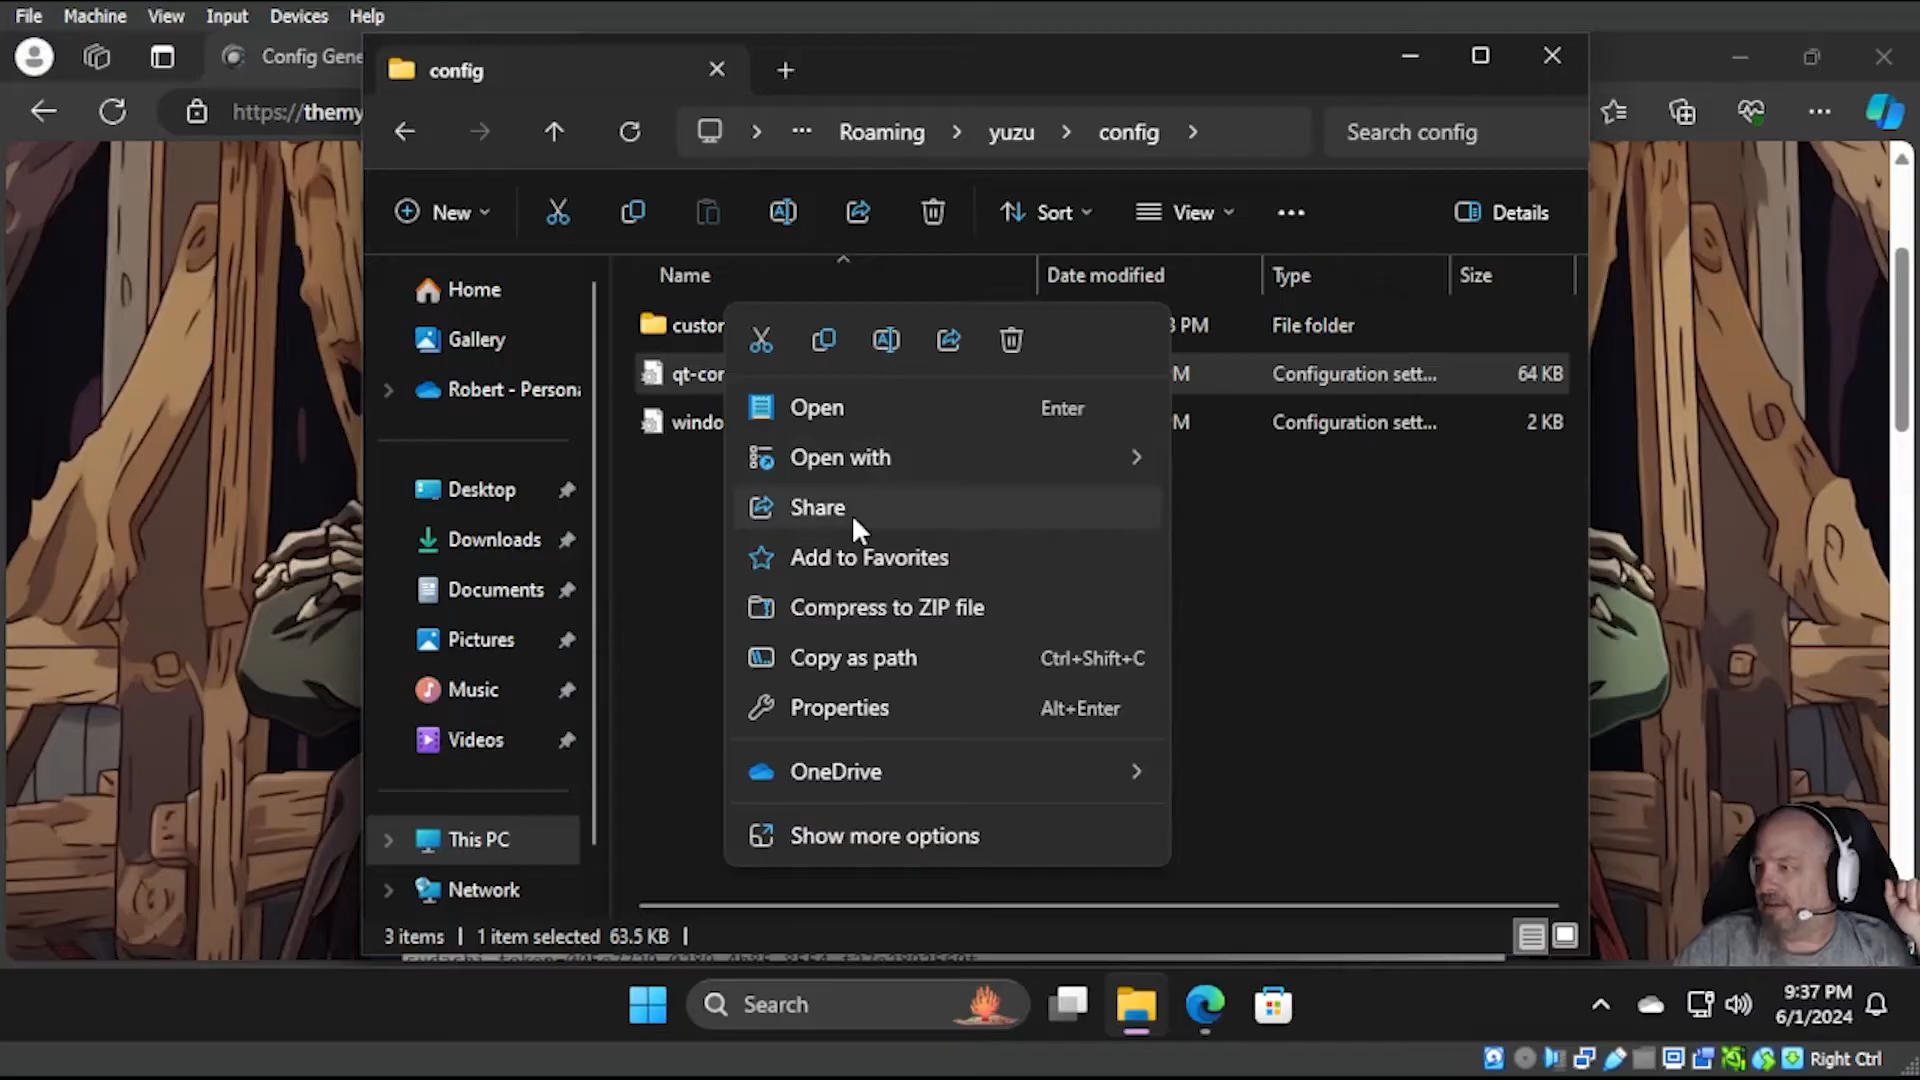 File Machine View Input Devices Help
Config Gene
config
https://themy
Roaming yuzu config
Search config
New
Sort
View
Details
Name
Date modified
Type
Size
Home
Gallery
Robert - Persona
Desktop
Downloads
Documents
Pictures
Music
Videos
This PC
Network
custor
3 PM
File folder
qt-cor
M
Configuration sett...
64 KB
windo
M
Configuration sett...
2 KB
Open Enter
Open with
Share
Add to Favorites
Compress to ZIP file
Copy as path Ctrl+Shift+C
Properties Alt+Enter
OneDrive
Show more options
3 items 1 item selected 63.5 KB
Search
9:37 PM
6/1/2024
Right Ctrl